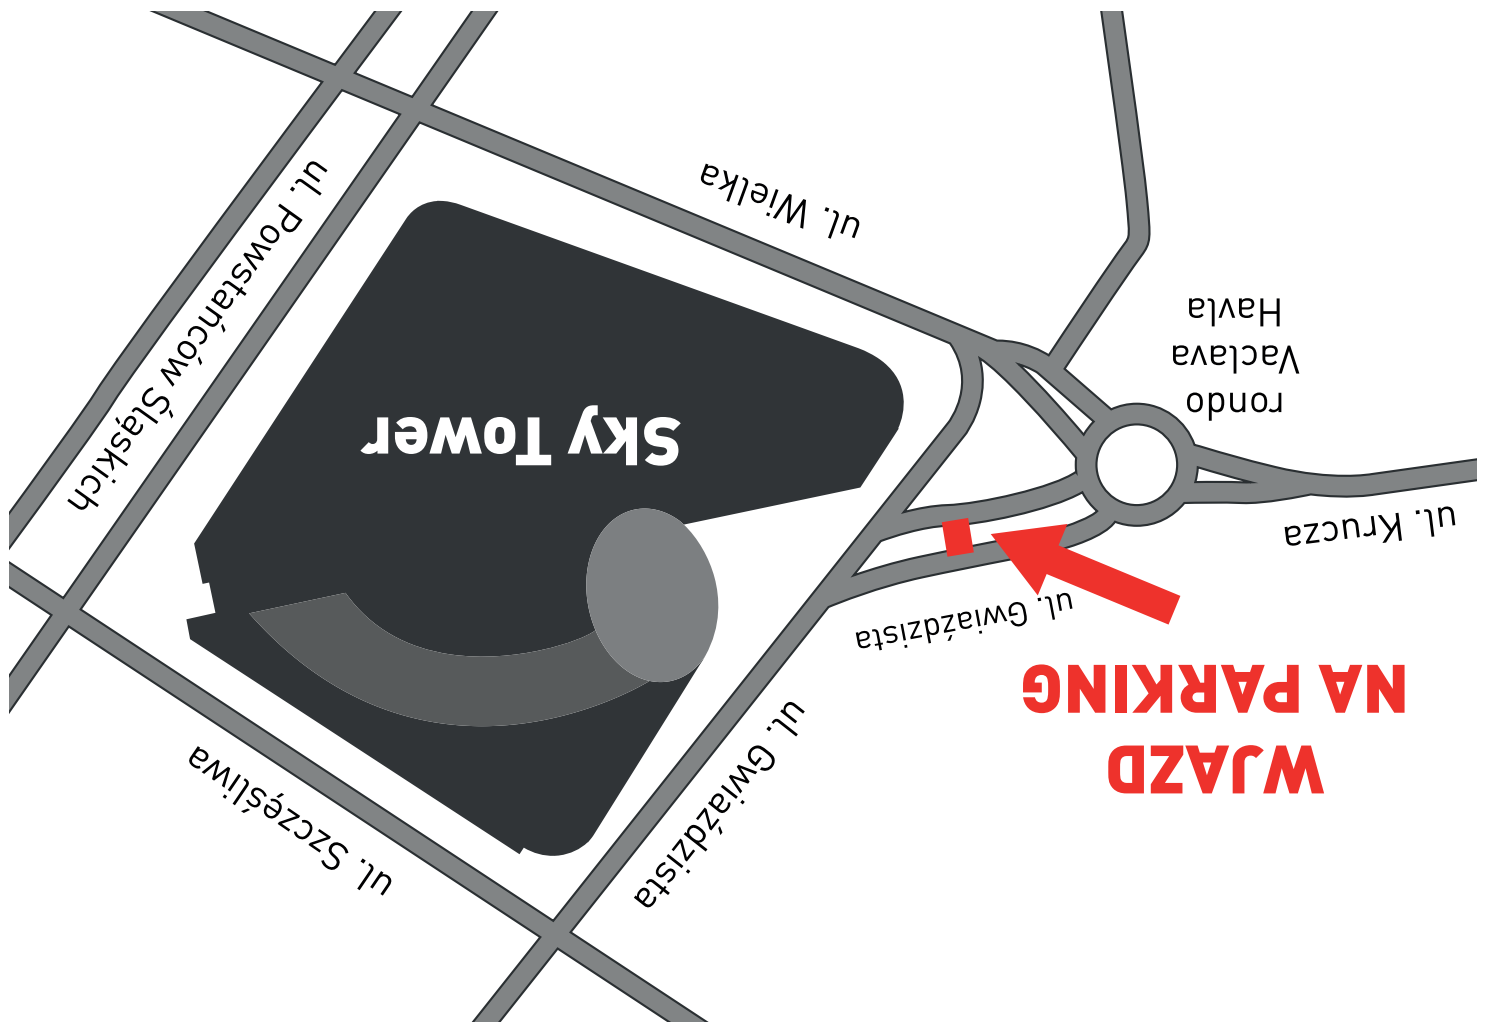 WJAZD
NA PARKING
ul. Gwiaździsta
ul. Gwiaździsta
ul. Szczęśliwa
ul. Krucza
rondo
Vaclava
Havla
Sky Tower
ul. Powstańców Śląskich
ul. Wielka